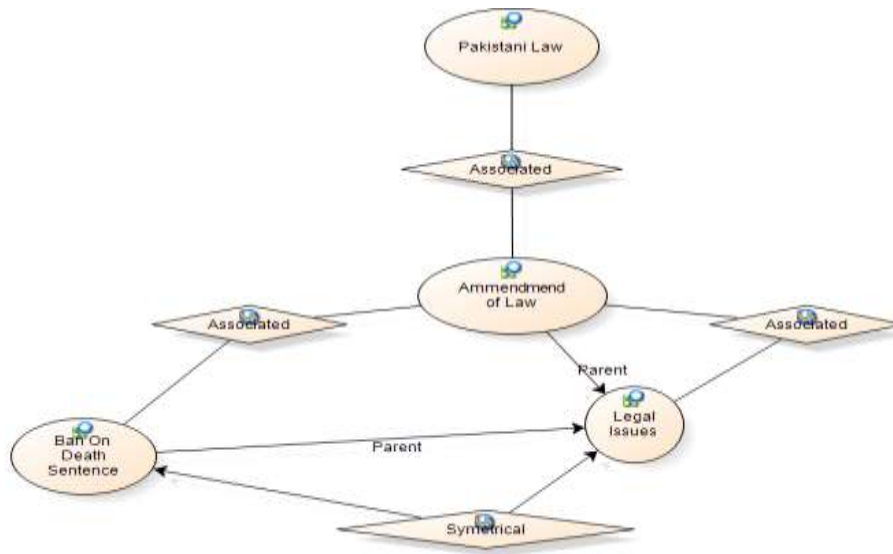 Pakistani Law
Associated
Ammendmend
of Law
Associated
Associated
Parent
Legal
Issues
Ban On
Death
Sentence
Parent
Symetrical